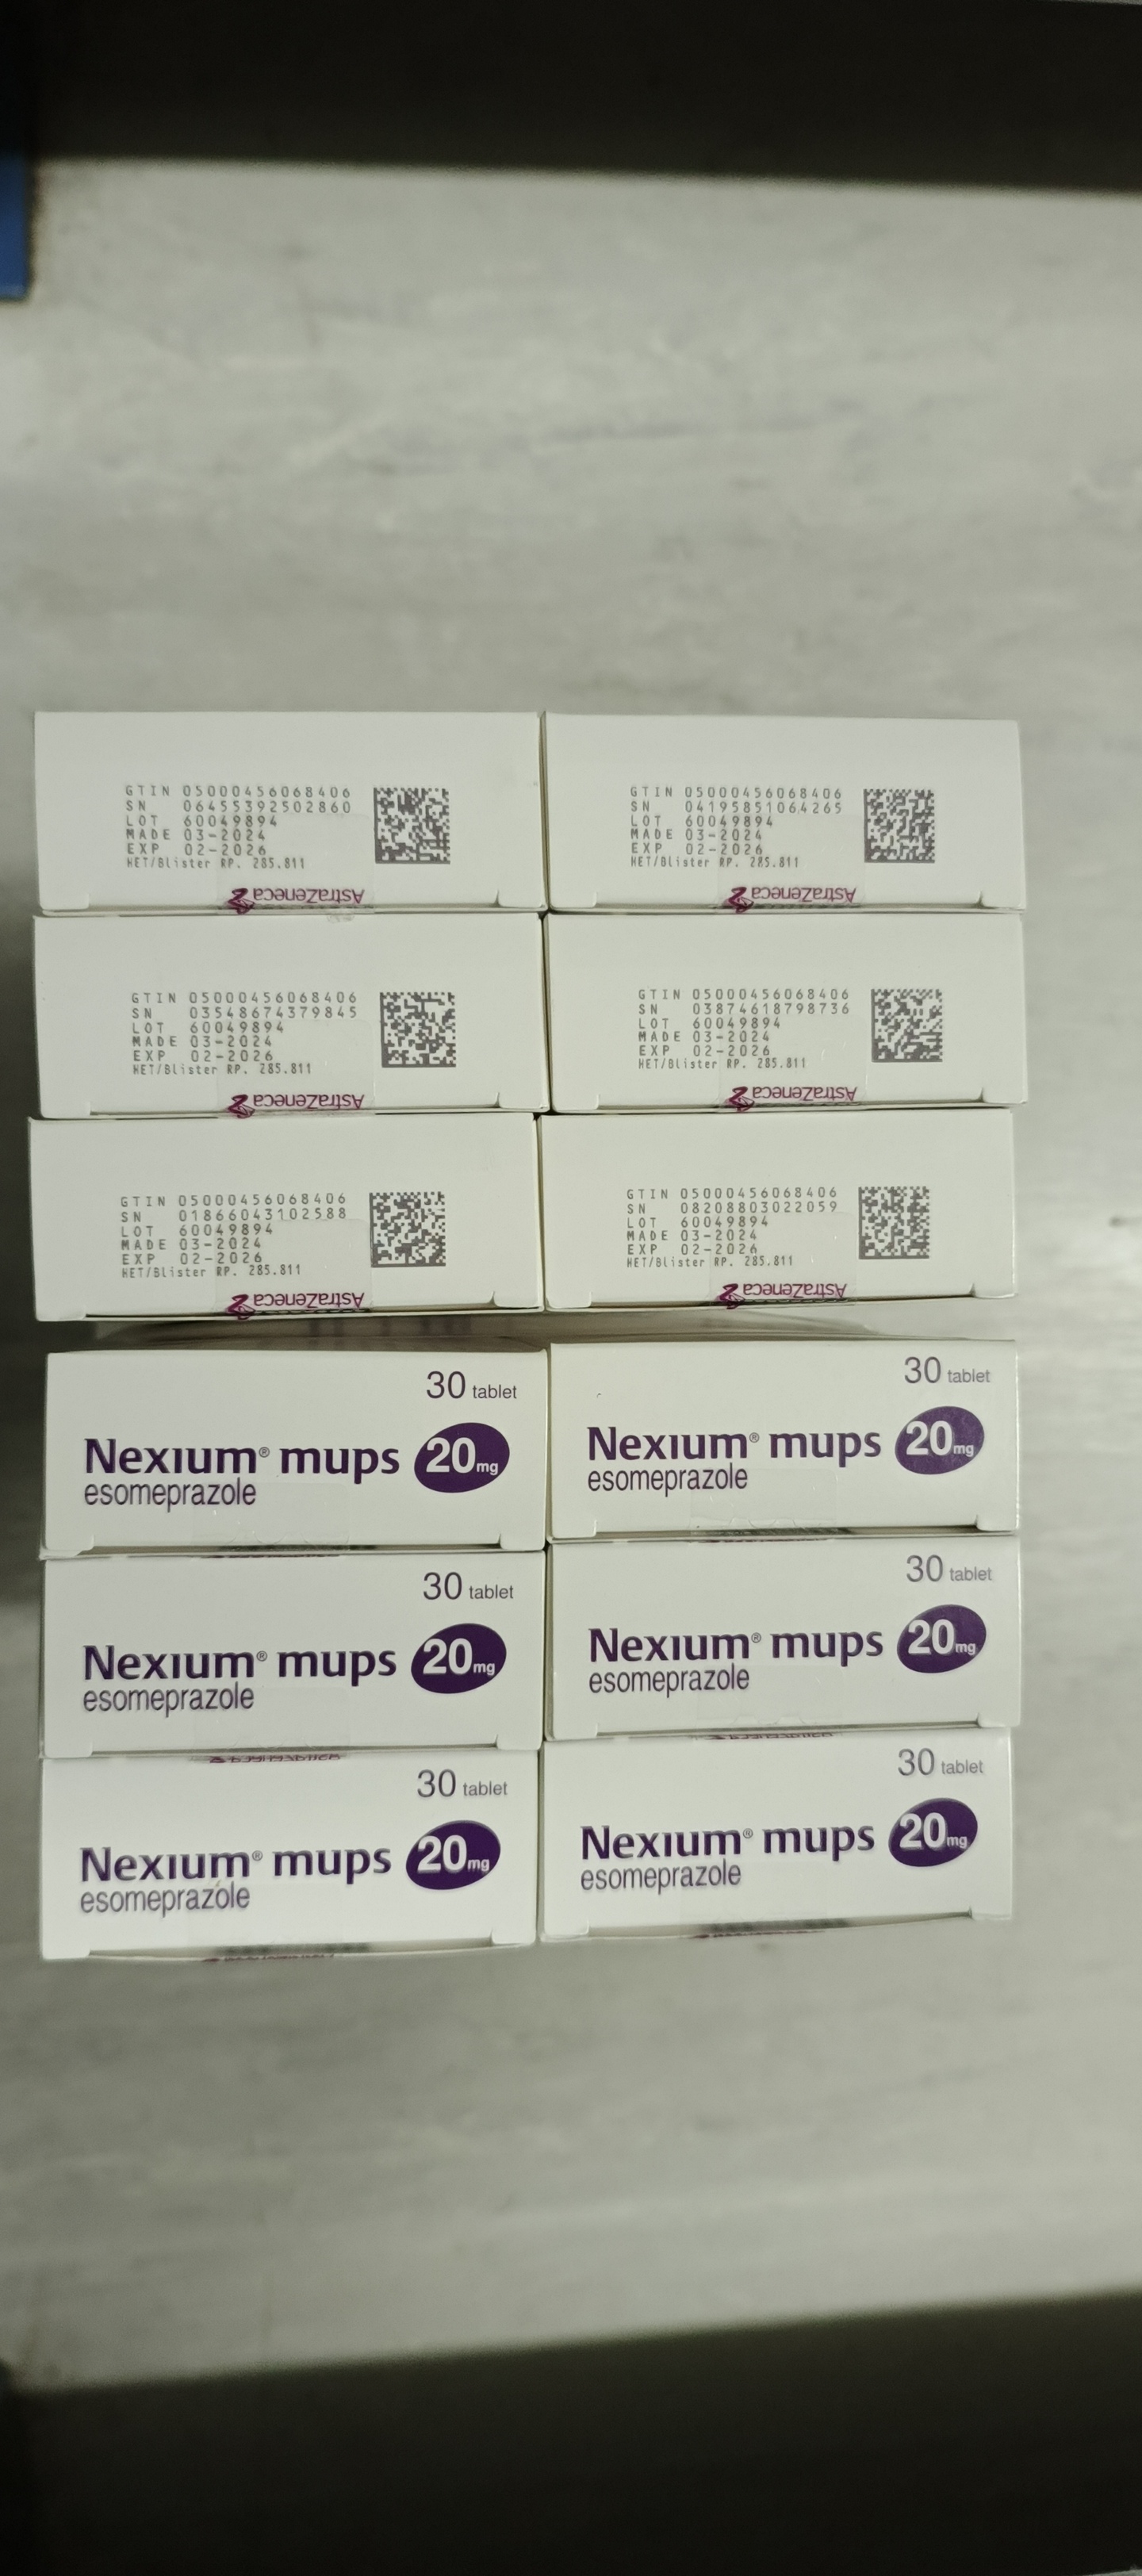 GTIN 05000456068406
SN 06455392502860
LOT 60049894
MADE 03-2024
EXP 02-2026
HET/Blister RP. 285.811
AstraZeneca
GTIN 05000456068406
SN 04195851064265
LOT 60049894
MADE 03-2024
EXP 02-2026
HET/Blister RP. 285.811
AstraZeneca
GTIN 05000456068406
SN 03548674379845
LOT 60049894
MADE 03-2024
EXP 02-2026
HET/Blister RP. 285.811
AstraZeneca
GTIN 05000456068406
SN 03874618798736
LOT 60049894
MADE 03-2024
EXP 02-2026
HET/Blister RP. 285.811
AstraZeneca
GTIN 05000456068406
SN 01866043102588
LOT 60049894
MADE 03-2024
EXP 02-2026
HET/Blister RP. 285.811
AstraZeneca
GTIN 05000456068406
SN 08208803022059
LOT 60049894
MADE 03-2024
EXP 02-2026
HET/Blister RP. 285.811
AstraZeneca
30 tablet
Nexium® mups 20mg
esomeprazole
30 tablet
Nexium® mups 20mg
esomeprazole
30 tablet
Nexium® mups 20mg
esomeprazole
30 tablet
Nexium® mups 20mg
esomeprazole
30 tablet
Nexium® mups 20mg
esomeprazole
30 tablet
Nexium® mups 20mg
esomeprazole